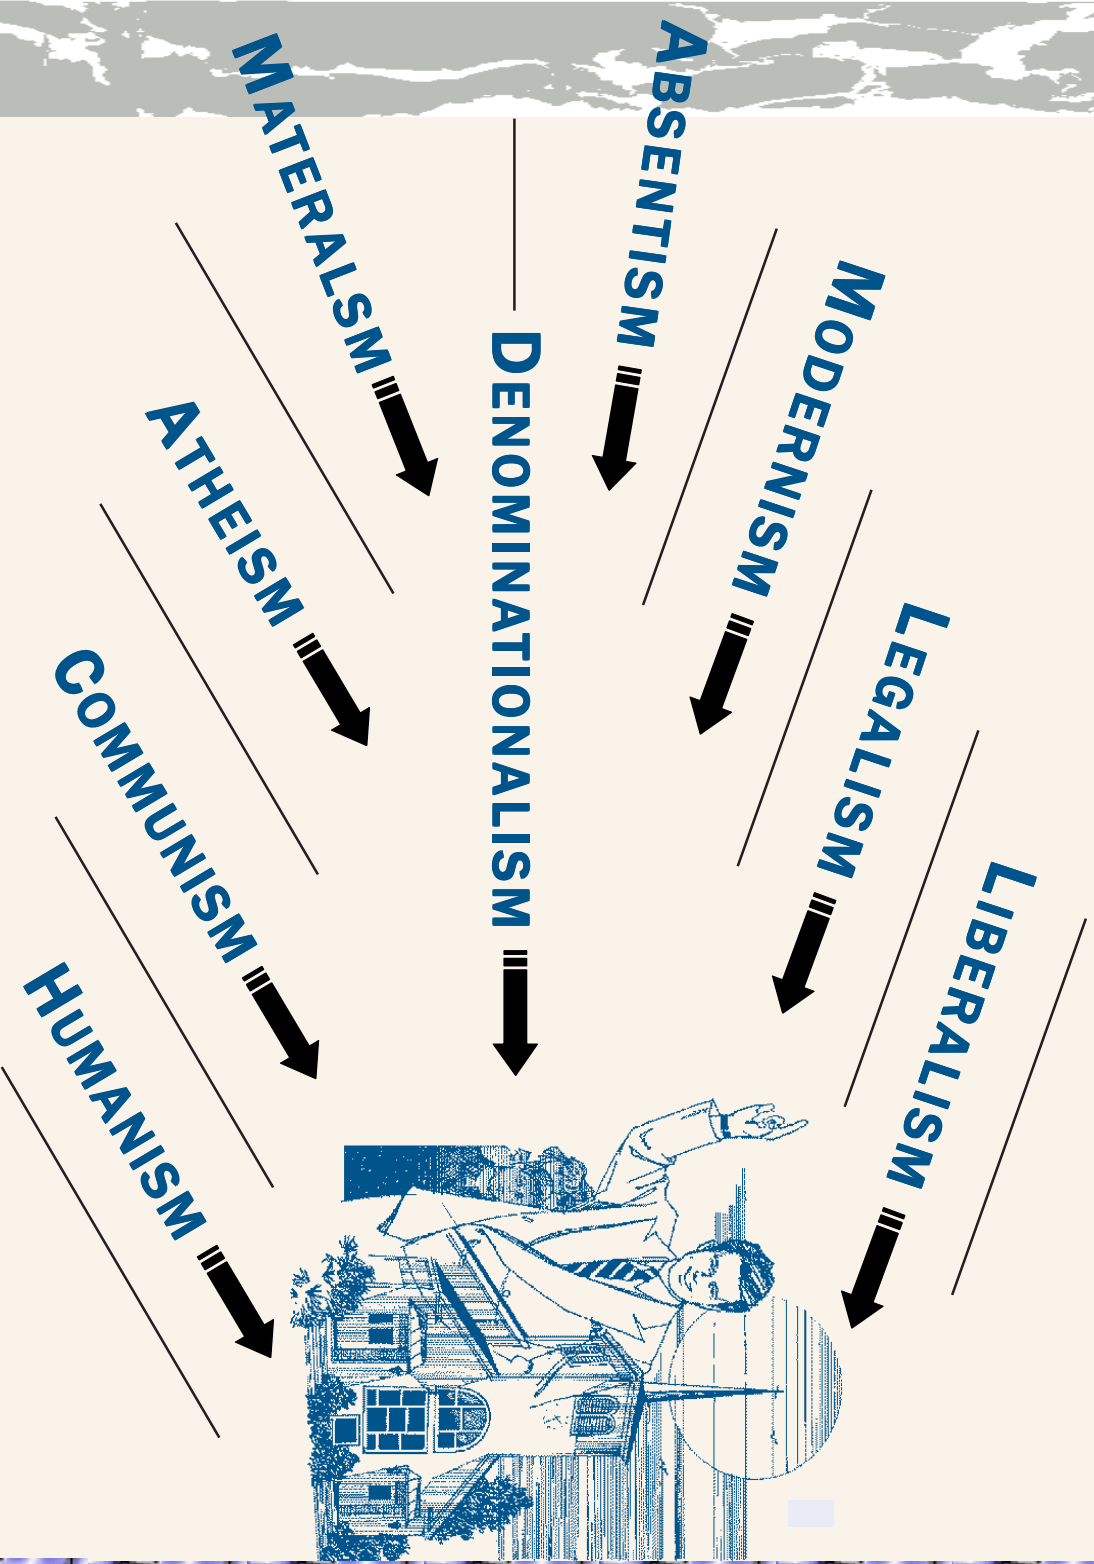 Humanism
Communism
Atheism
Materalsm
Denominationalism
Absentism
Modernism
Legalism
Liberalism